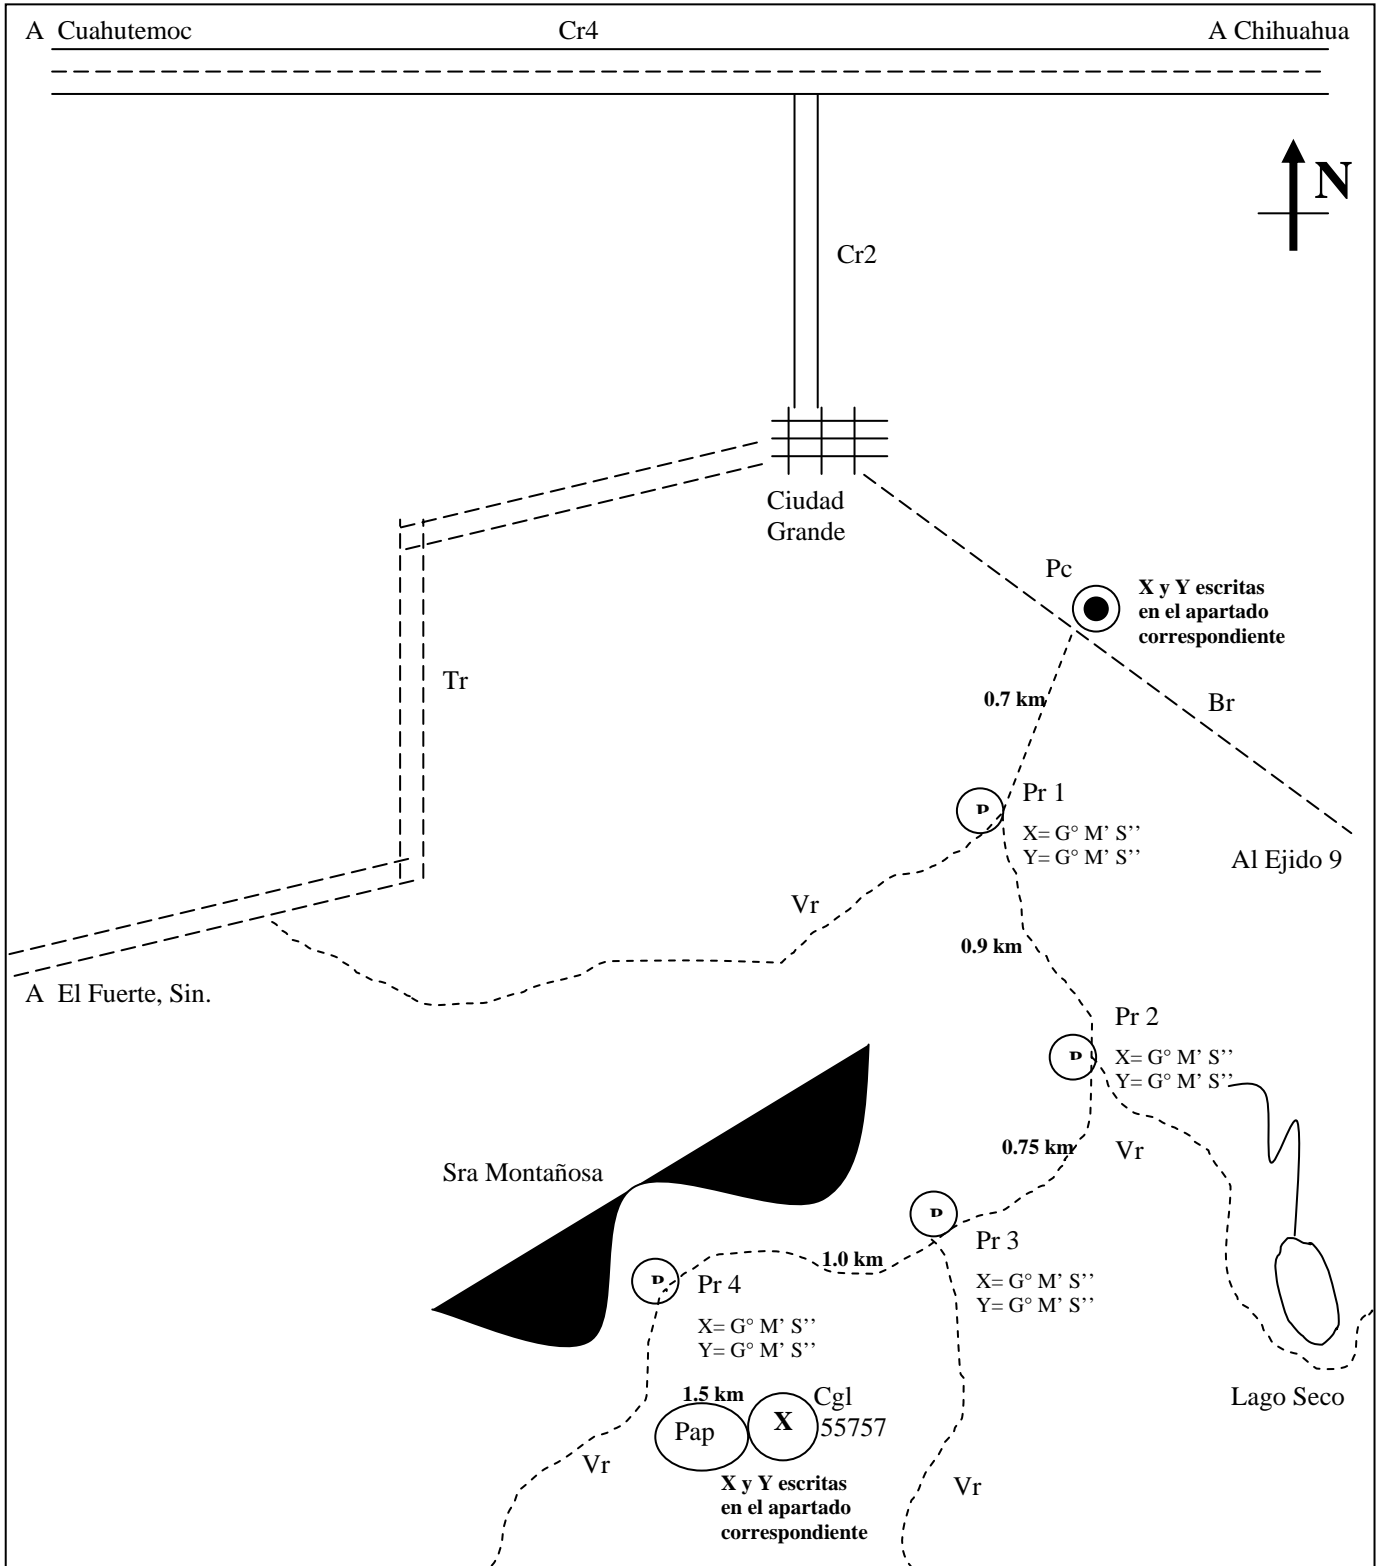 A Cuahutemoc
Cr4
A Chihuahua
N
Cr2
Ciudad
Grande
Pc
X y Y escritas
en el apartado
correspondiente
Tr
0.7 km
Br
Pr 1
X= G° M’ S’’
Y= G° M’ S’’
Al Ejido 9
Vr
0.9 km
A El Fuerte, Sin.
Pr 2
X= G° M’ S’’
Y= G° M’ S’’
0.75 km
Vr
Sra Montañosa
Pr 3
X= G° M’ S’’
Y= G° M’ S’’
1.0 km
Pr 4
X= G° M’ S’’
Y= G° M’ S’’
1.5 km
Cgl
55757
X
Pap
Lago Seco
Vr
Vr
X y Y escritas
en el apartado
correspondiente